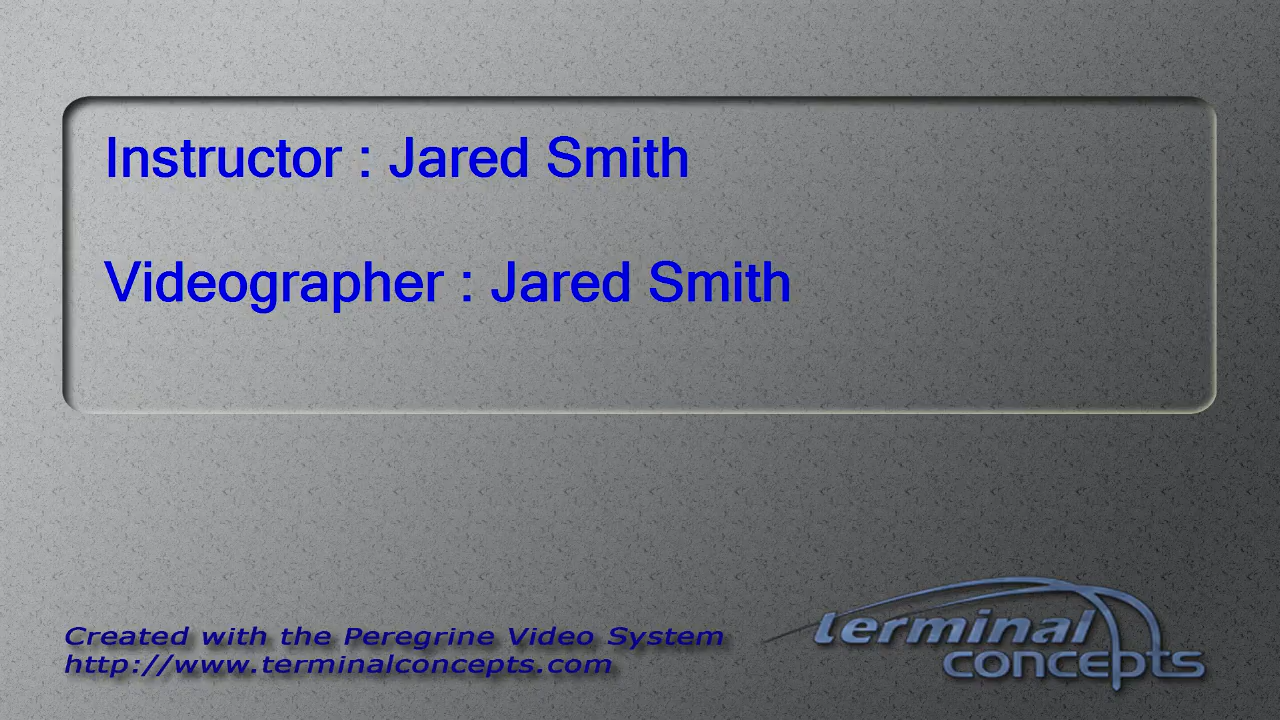 Instructor : Jared Smith
Videographer : Jared Smith
Created with the Peregrine Video System
http://www.terminalconcepts.com
terminal
concepts